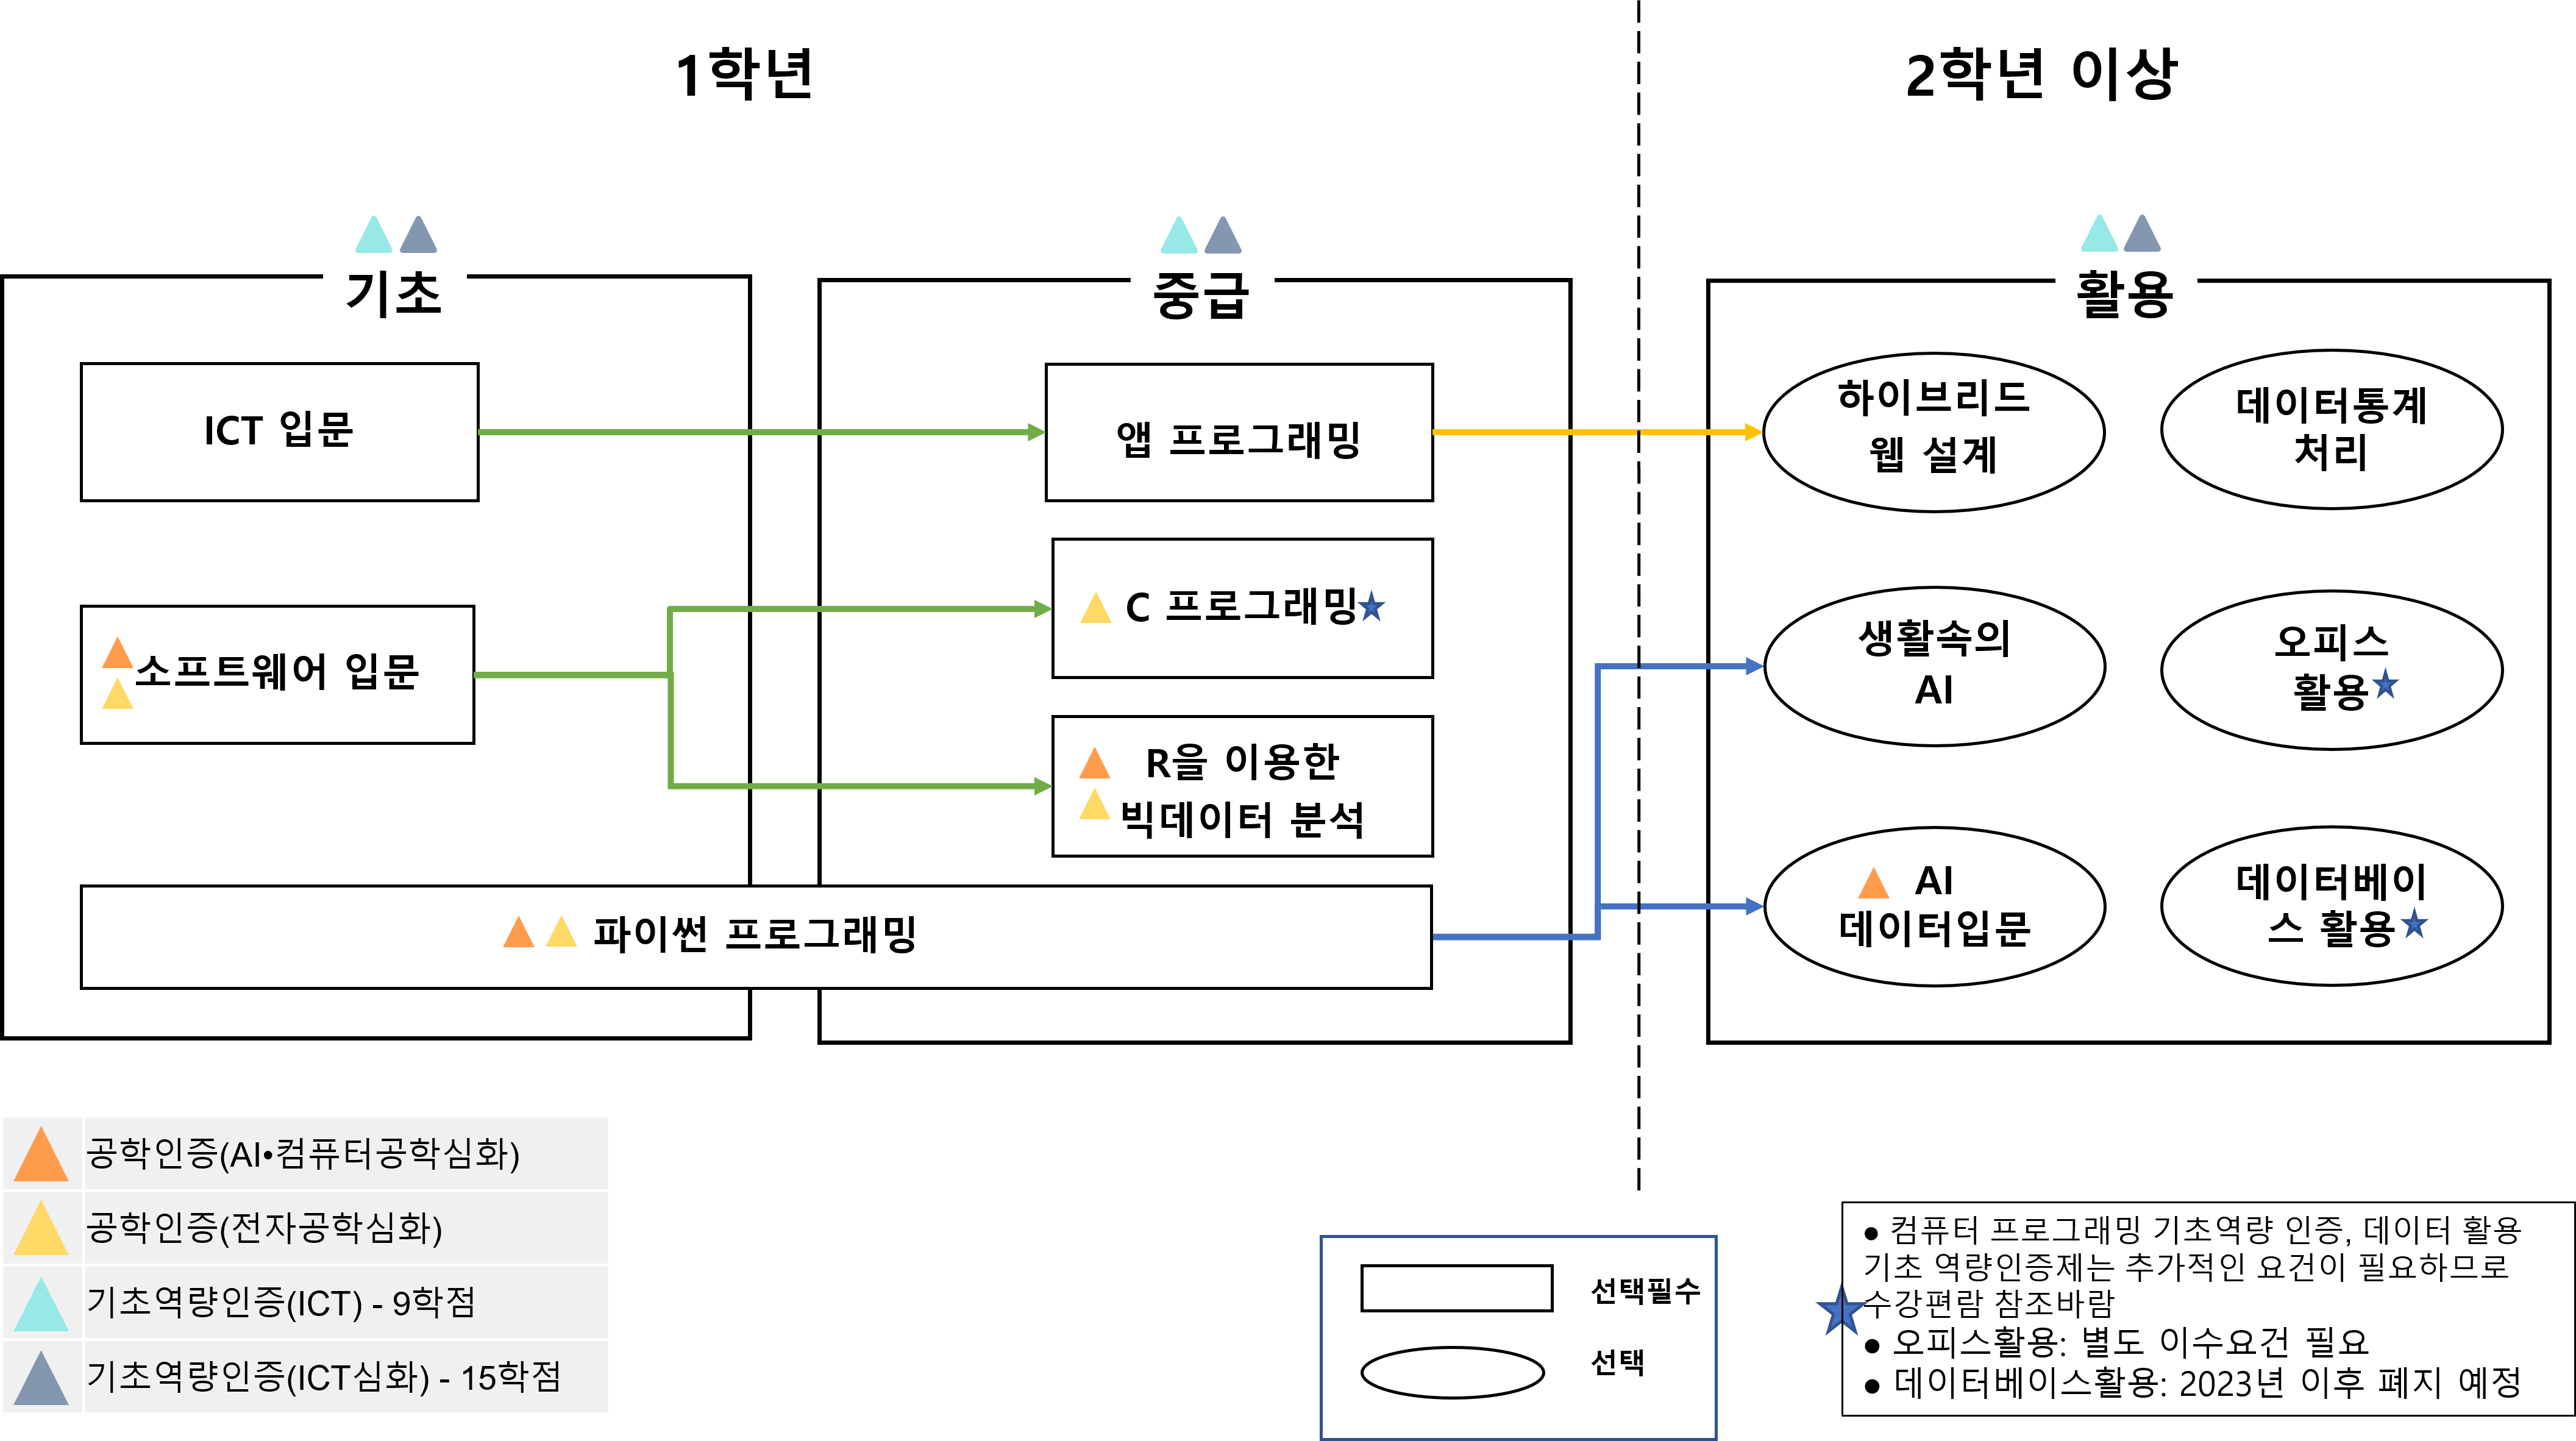 1학년
2학년 이상
기초
중급
활용
ICT 입문
앱 프로그래밍
하이브리드
웹 설계
데이터통계
처리
소프트웨어 입문
C 프로그래밍
R을 이용한
빅데이터 분석
생활속의
AI
오피스
활용
파이썬 프로그래밍
AI
데이터입문
데이터베이
스 활용
공학인증(AI•컴퓨터공학심화)
공학인증(전자공학심화)
기초역량인증(ICT) - 9학점
기초역량인증(ICT심화) - 15학점
선택필수
선택
● 컴퓨터 프로그래밍 기초역량 인증, 데이터 활용
기초 역량인증제는 추가적인 요건이 필요하므로
수강편람 참조바람
● 오피스활용: 별도 이수요건 필요
● 데이터베이스활용: 2023년 이후 폐지 예정